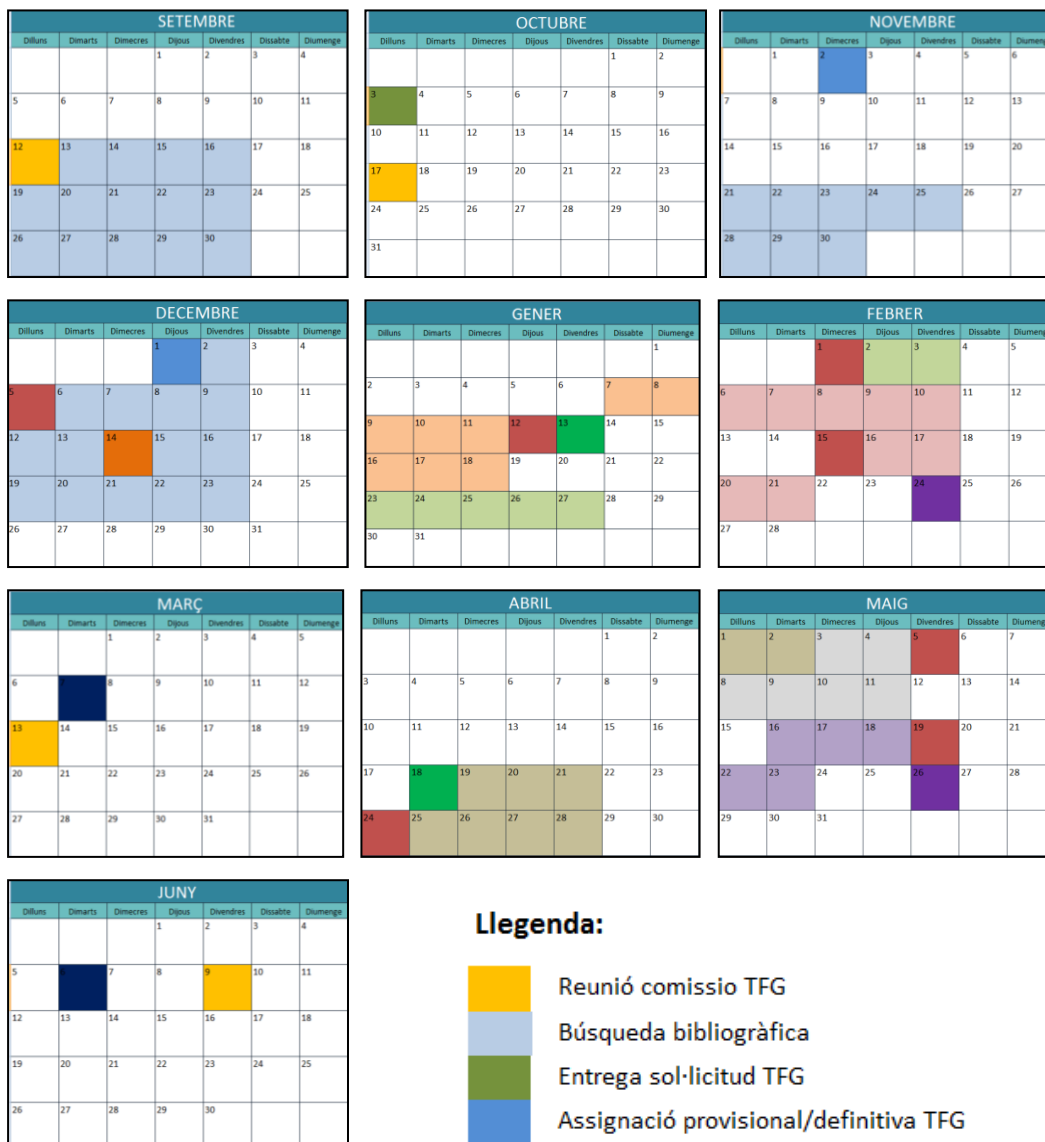 SETEMBRE
Dilluns Dimarts Dimecres Dijous Divendres Dissabte Diumenge
1 2 3 4
5 6 7 8 9 10 11
12 13 14 15 16 17 18
19 20 21 22 23 24 25
26 27 28 29 30
OCTUBRE
Dilluns Dimarts Dimecres Dijous Divendres Dissabte Diumenge
1 2
3 4 5 6 7 8 9
10 11 12 13 14 15 16
17 18 19 20 21 22 23
24 25 26 27 28 29 30
31
NOVEMBRE
Dilluns Dimarts Dimecres Dijous Divendres Dissabte Diumeng
1 2 3 4 5 6
7 8 9 10 11 12 13
14 15 16 17 18 19 20
21 22 23 24 25 26 27
28 29 30
DECEMBRE
Dilluns Dimarts Dimecres Dijous Divendres Dissabte Diumenge
1 2 3 4
5 6 7 8 9 10 11
12 13 14 15 16 17 18
19 20 21 22 23 24 25
26 27 28 29 30 31
GENER
Dilluns Dimarts Dimecres Dijous Divendres Dissabte Diumenge
1
2 3 4 5 6 7 8
9 10 11 12 13 14 15
16 17 18 19 20 21 22
23 24 25 26 27 28 29
30 31
FEBRER
Dilluns Dimarts Dimecres Dijous Divendres Dissabte Diumeng
1 2 3 4 5
6 7 8 9 10 11 12
13 14 15 16 17 18 19
20 21 22 23 24 25 26
27 28
MARÇ
Dilluns Dimarts Dimecres Dijous Divendres Dissabte Diumenge
1 2 3 4 5
6 7 8 9 10 11 12
13 14 15 16 17 18 19
20 21 22 23 24 25 26
27 28 29 30 31
ABRIL
Dilluns Dimarts Dimecres Dijous Divendres Dissabte Diumenge
1 2
3 4 5 6 7 8 9
10 11 12 13 14 15 16
17 18 19 20 21 22 23
24 25 26 27 28 29 30
MAIG
Dilluns Dimarts Dimecres Dijous Divendres Dissabte Diumeng
1 2 3 4 5 6 7
8 9 10 11 12 13 14
15 16 17 18 19 20 21
22 23 24 25 26 27 28
29 30 31
JUNY
Dilluns Dimarts Dimecres Dijous Divendres Dissabte Diumenge
1 2 3 4
5 6 7 8 9 10 11
12 13 14 15 16 17 18
19 20 21 22 23 24 25
26 27 28 29 30
Llegenda:
Reunió comissio TFG
Búsqueda bibliogràfica
Entrega sol·licitud TFG
Assignació provisional/definitiva TFG